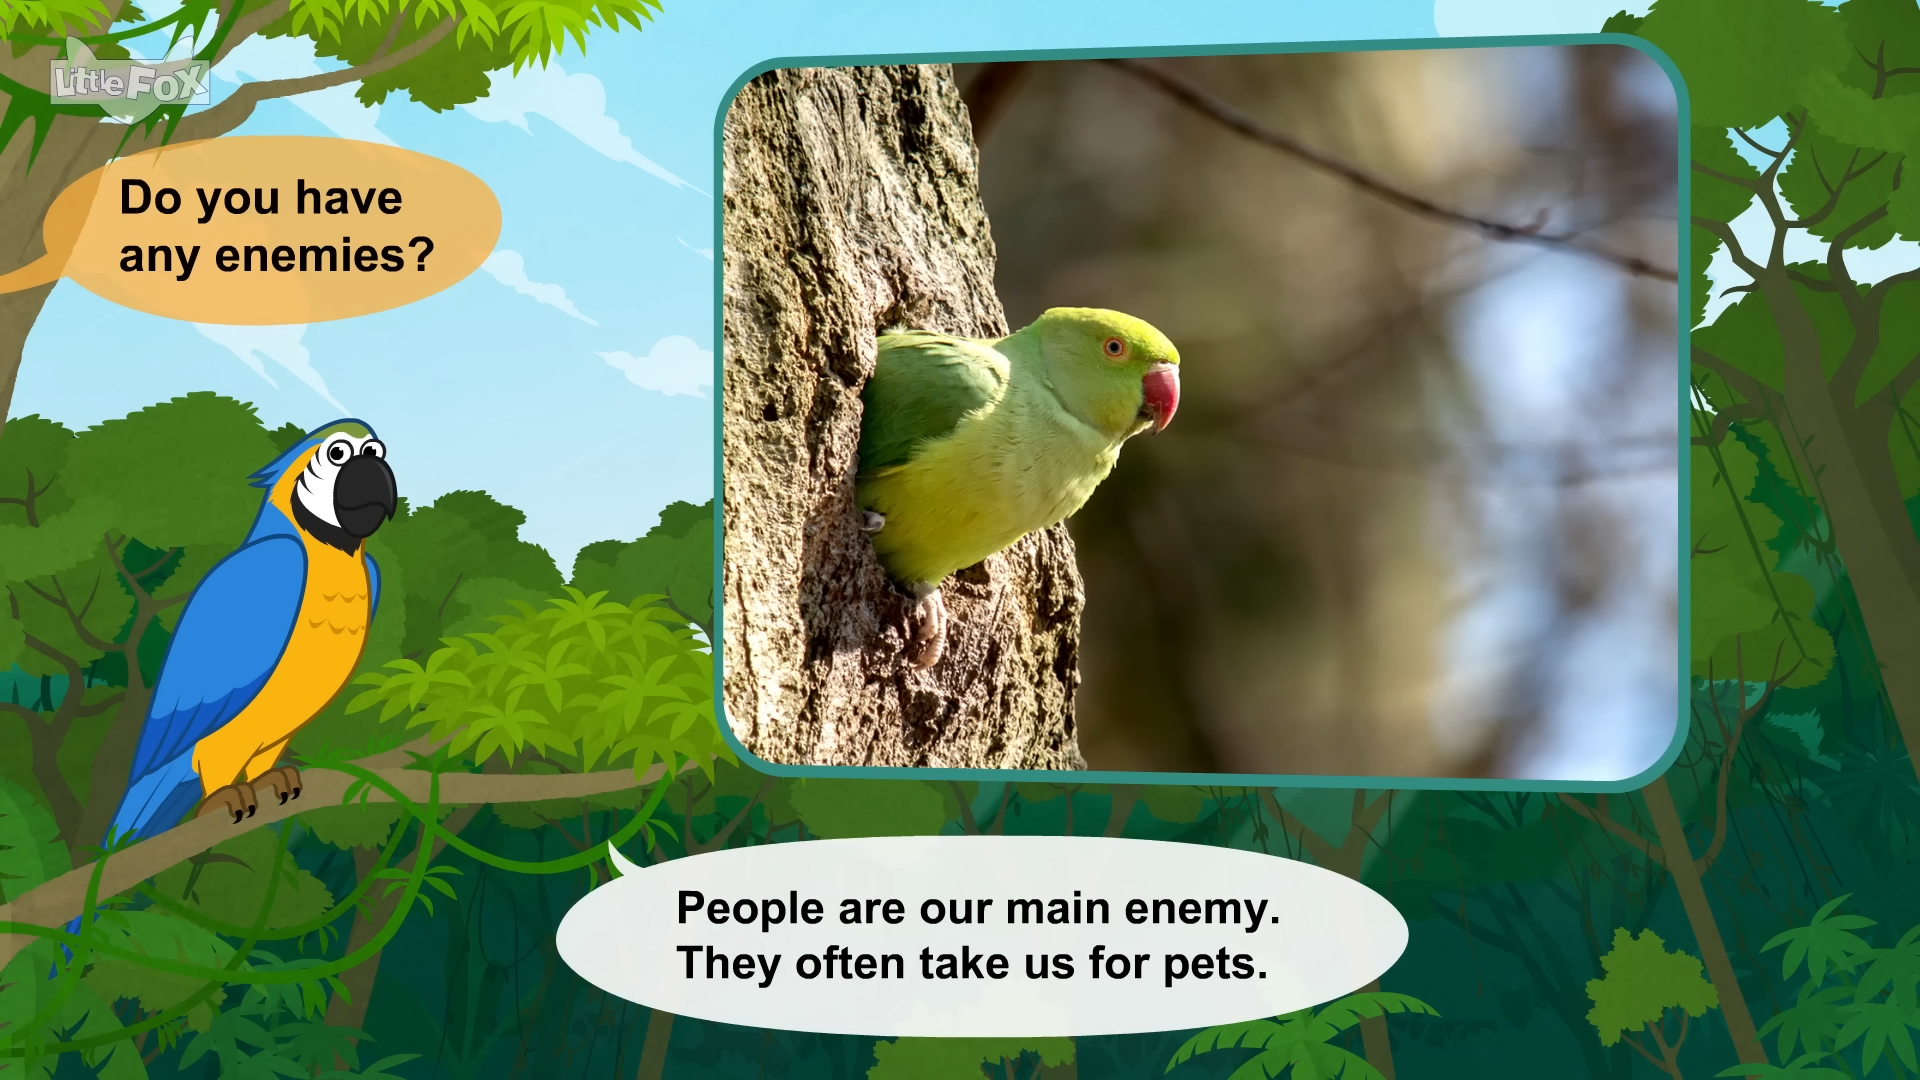 Little Fox
Do you have
any enemies?
People are our main enemy.
They often take us for pets.